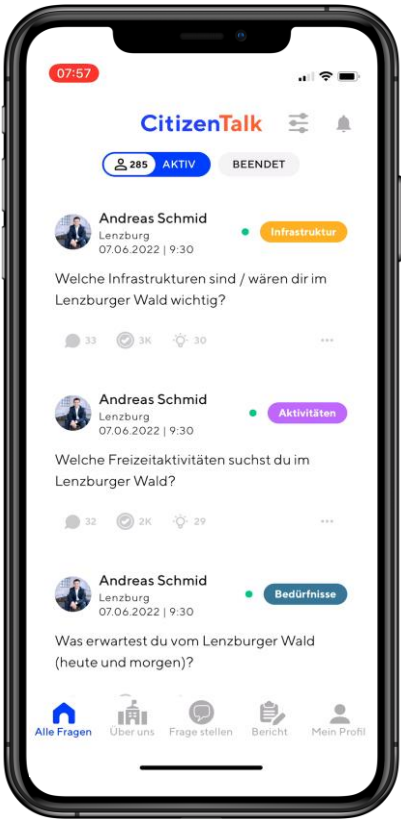 07:57
CitizenTalk
285 AKTIV BEENDET
Andreas Schmid
Lenzburg
07.06.2022 | 9:30
Infrastruktur
Welche Infrastrukturen sind / wären dir im
Lenzburger Wald wichtig?
33 3K 30
Andreas Schmid
Lenzburg
07.06.2022 | 9:30
Aktivitäten
Welche Freizeitaktivitäten suchst du im
Lenzburger Wald?
32 2K 29
Andreas Schmid
Lenzburg
07.06.2022 | 9:30
Bedürfnisse
Was erwartest du vom Lenzburger Wald
(heute und morgen)?
Alle Fragen Über uns Frage stellen Bericht Mein Profil